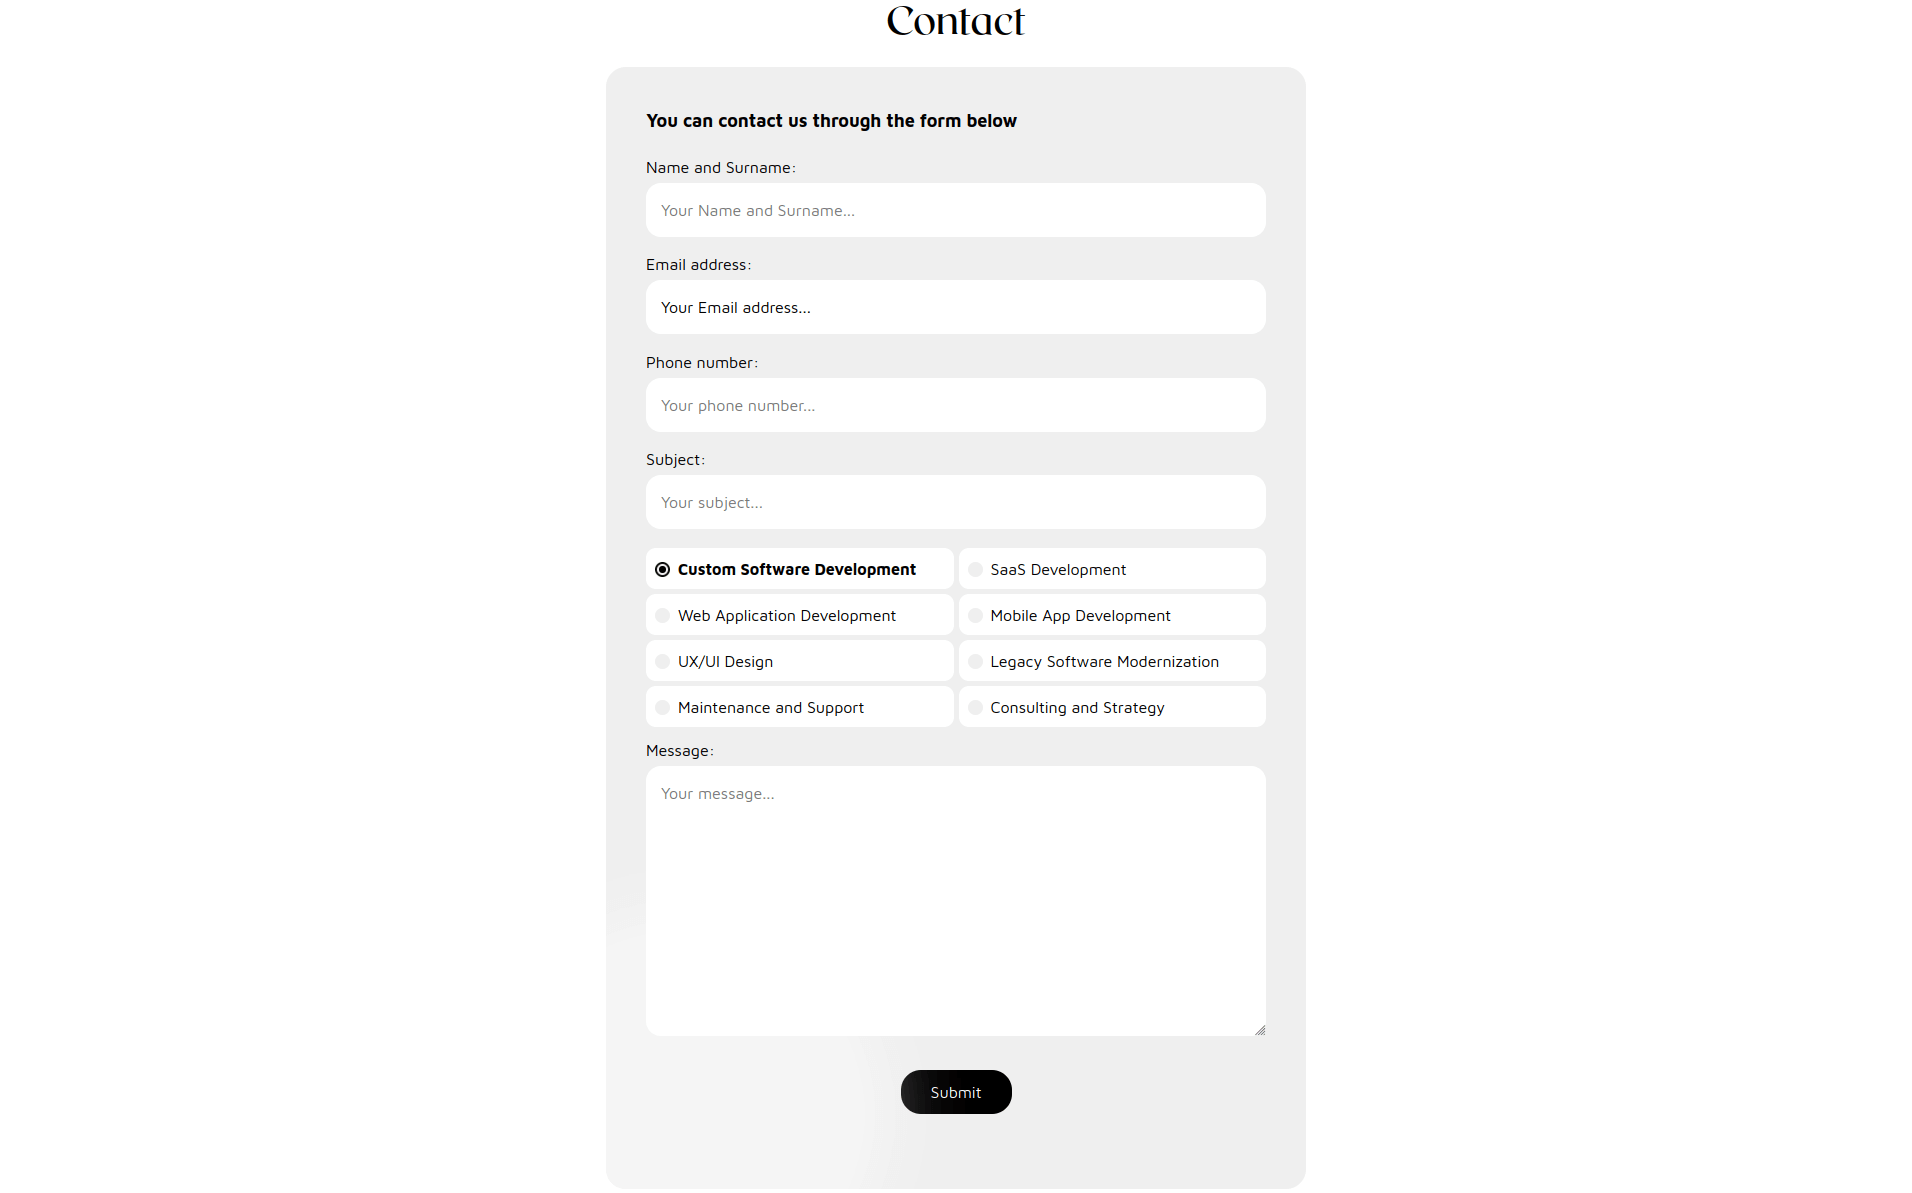 Contact
You can contact us through the form below
Name and Surname:
Your Name and Surname...
Email address:
Your Email address...
Phone number:
Your phone number...
Subject:
Your subject...
Custom Software Development
SaaS Development
Web Application Development
Mobile App Development
UX/UI Design
Legacy Software Modernization
Maintenance and Support
Consulting and Strategy
Message:
Your message...
Submit